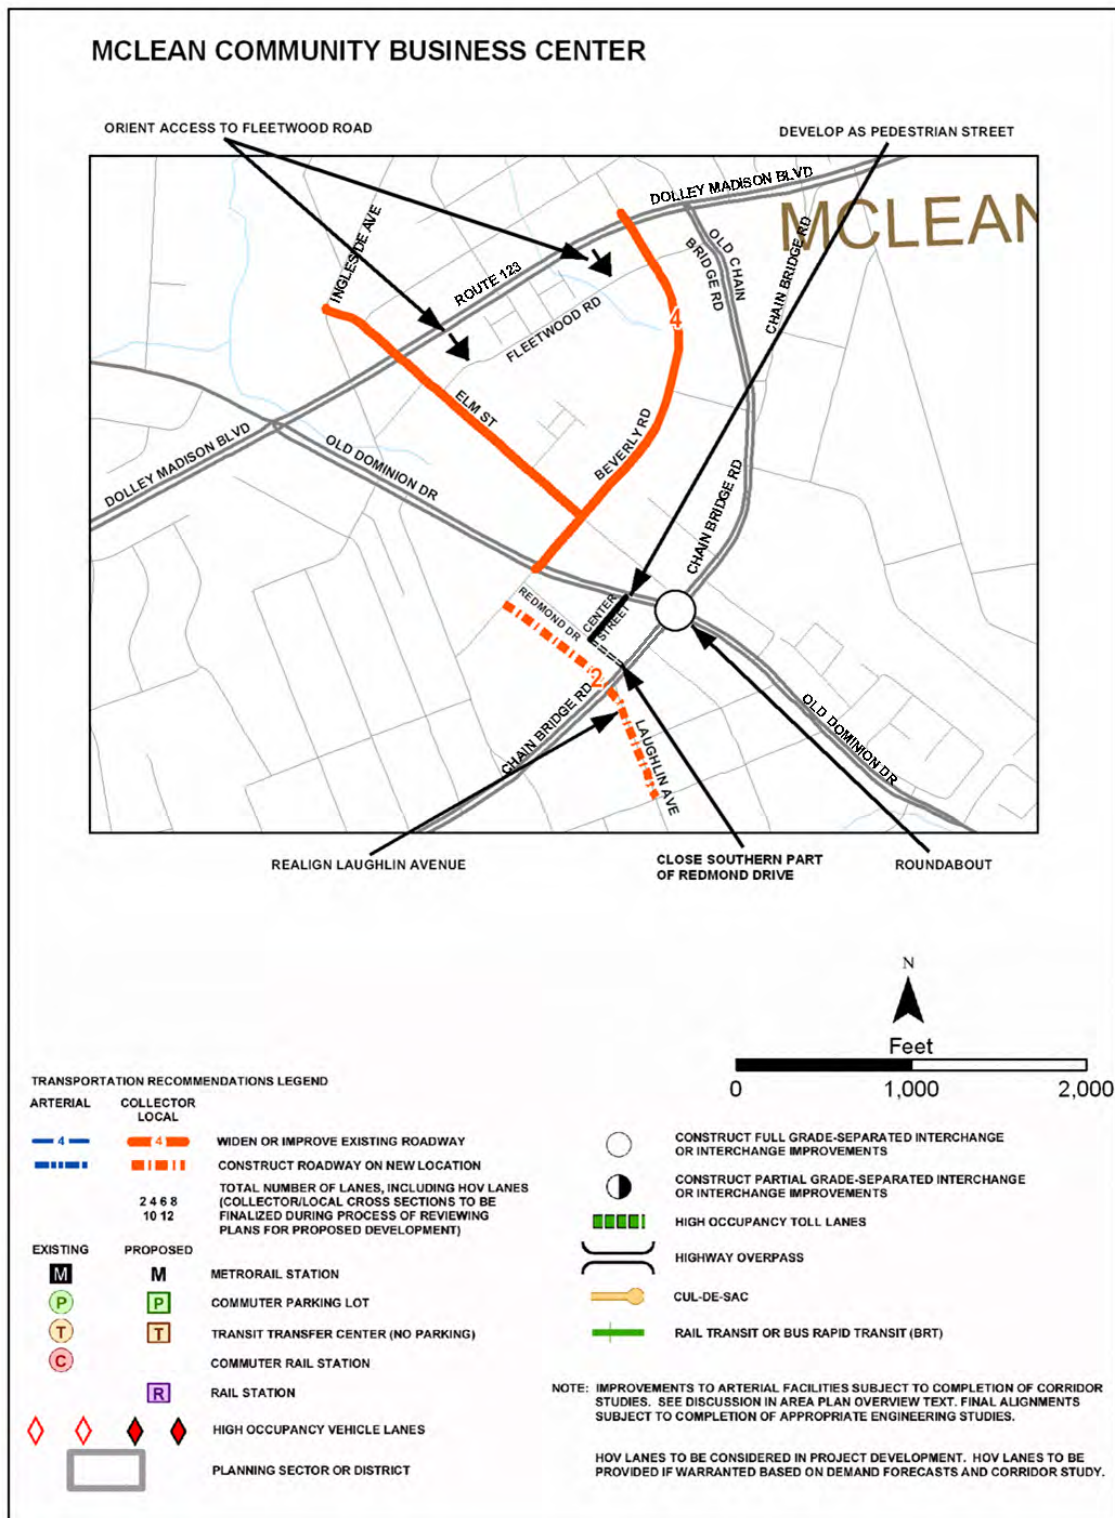 MCLEAN COMMUNITY BUSINESS CENTER
ORIENT ACCESS TO FLEETWOOD ROAD
DEVELOP AS PEDESTRIAN STREET
DOLLEY MADISON BLVD
MCLEAN
INGLESIDE AVE
ROUTE 123
OLD CHAIN
BRIDGE RD
CHAIN BRIDGE RD
FLEETWOOD RD
4
ELM ST
BEVERLY RD
DOLLEY MADISON BLVD
OLD DOMINION DR
CHAIN BRIDGE RD
REDMOND DR
CENTER
STREET
2
CHAIN BRIDGE RD
LAUGHLIN AVE
OLD DOMINION DR
REALIGN LAUGHLIN AVENUE
CLOSE SOUTHERN PART
OF REDMOND DRIVE
ROUNDABOUT
N
Feet
0 1,000 2,000
TRANSPORTATION RECOMMENDATIONS LEGEND
ARTERIAL COLLECTOR
LOCAL
4 4 WIDEN OR IMPROVE EXISTING ROADWAY
CONSTRUCT ROADWAY ON NEW LOCATION
2 4 6 8
10 12
TOTAL NUMBER OF LANES, INCLUDING HOV LANES
(COLLECTOR/LOCAL CROSS SECTIONS TO BE
FINALIZED DURING PROCESS OF REVIEWING
PLANS FOR PROPOSED DEVELOPMENT)
EXISTING PROPOSED
M M METRORAIL STATION
P P COMMUTER PARKING LOT
T T TRANSIT TRANSFER CENTER (NO PARKING)
C COMMUTER RAIL STATION
R RAIL STATION
HIGH OCCUPANCY VEHICLE LANES
PLANNING SECTOR OR DISTRICT
CONSTRUCT FULL GRADE-SEPARATED INTERCHANGE
OR INTERCHANGE IMPROVEMENTS
CONSTRUCT PARTIAL GRADE-SEPARATED INTERCHANGE
OR INTERCHANGE IMPROVEMENTS
HIGH OCCUPANCY TOLL LANES
HIGHWAY OVERPASS
CUL-DE-SAC
RAIL TRANSIT OR BUS RAPID TRANSIT (BRT)
NOTE: IMPROVEMENTS TO ARTERIAL FACILITIES SUBJECT TO COMPLETION OF CORRIDOR
STUDIES. SEE DISCUSSION IN AREA PLAN OVERVIEW TEXT. FINAL ALIGNMENTS
SUBJECT TO COMPLETION OF APPROPRIATE ENGINEERING STUDIES.
HOV LANES TO BE CONSIDERED IN PROJECT DEVELOPMENT. HOV LANES TO BE
PROVIDED IF WARRANTED BASED ON DEMAND FORECASTS AND CORRIDOR STUDY.